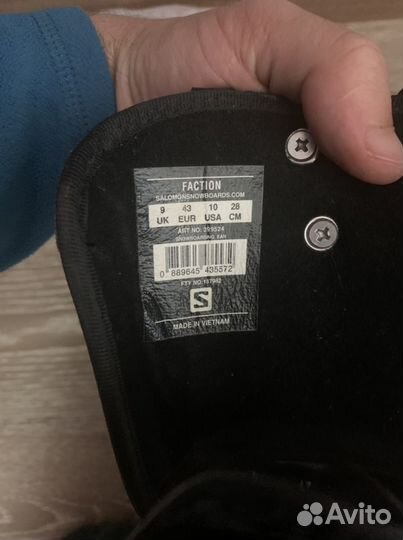 FACTION
SALOMONSNOWBOARDS.COM
9 43 10 28
UK EUR USA CM
ART NO. 399524
SNOWBOARDING
0 889645 435572
S
MADE IN VIETNAM
Avito